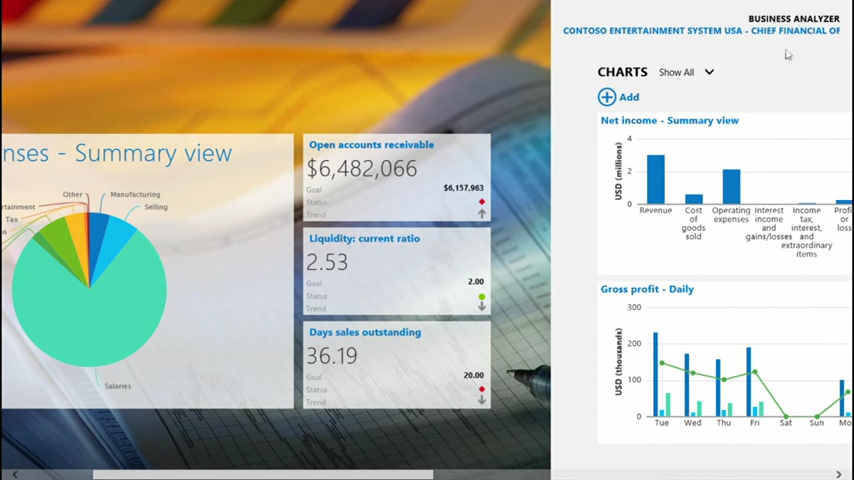 BUSINESS ANALYZER
CONTOSO ENTERTAINMENT SYSTEM USA - CHIEF FINANCIAL OF
CHARTS Show All
Add
nses - Summary view
Other
Manufacturing
rtainment
Selling
Tax
n
Salaries
Open accounts receivable
$6,482,066
Goal
$6,157,963
Status
Trend
Liquidity: current ratio
2.53
Goal
2.00
Status
Trend
Days sales outstanding
36.19
Goal
20.00
Status
Trend
Net income - Summary view
USD (millions)
4
2
0
Revenue
Cost of goods sold
Operating expenses
Interest income and gains/losses
Income tax, interest, and extraordinary items
Profi or loss
Gross profit - Daily
USD (thousands)
300
200
100
0
Tue Wed Thu Fri Sat Sun Mo